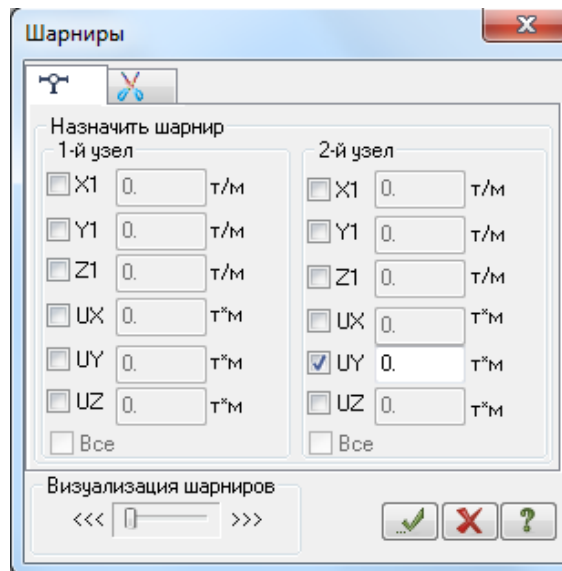 Шарниры
Назначить шарнир
1-й узел
X1 0. т/м
Y1 0. т/м
Z1 0. т/м
UX 0. т*м
UY 0. т*м
UZ 0. т*м
Все
2-й узел
X1 0. т/м
Y1 0. т/м
Z1 0. т/м
UX 0. т*м
UY 0. т*м
UZ 0. т*м
Все
Визуализация шарниров
<<< >>>
?